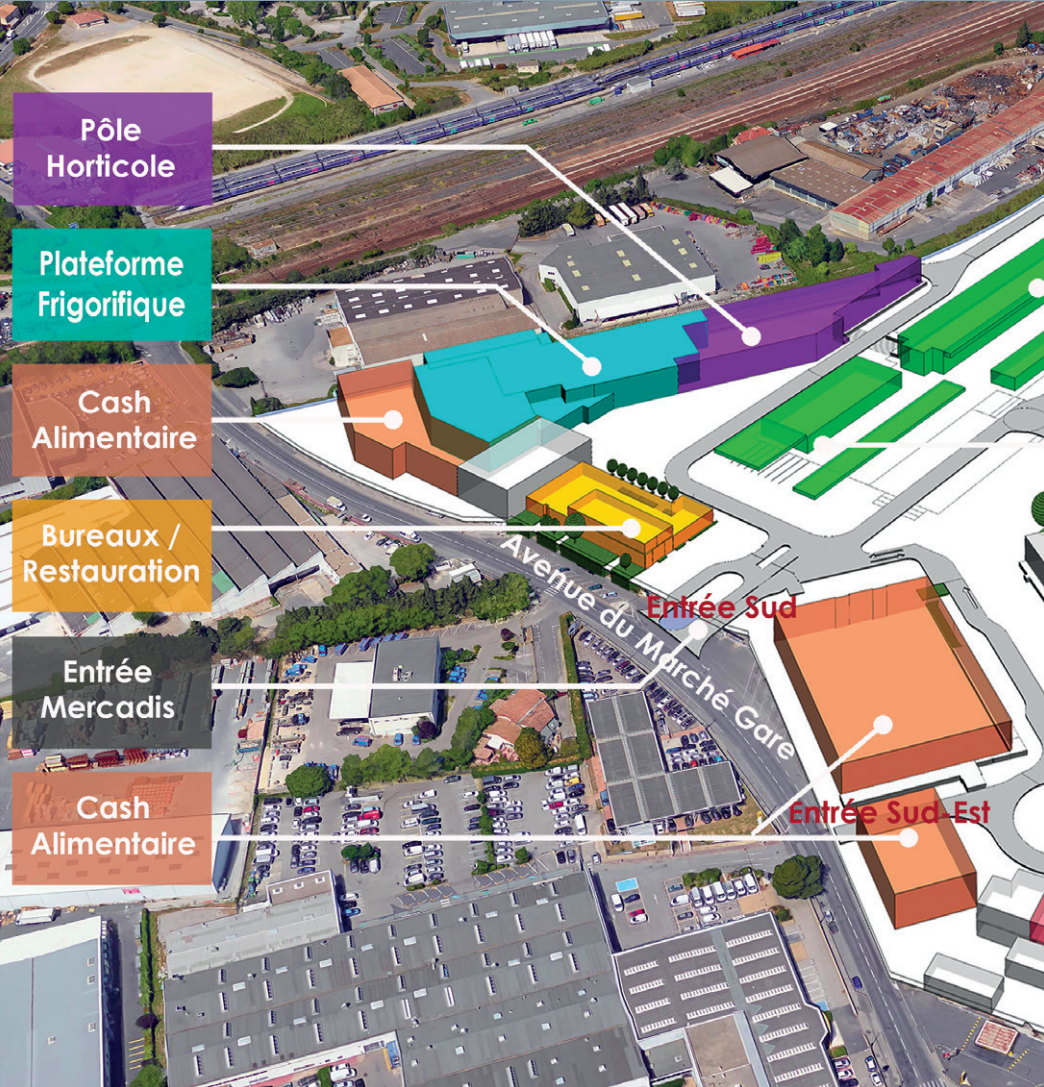 Pôle
Horticole
Plateforme
Frigorifique
Cash
Alimentaire
Bureaux /
Restauration
Avenue du Marché Gare
Entrée Sud
Entrée
Mercadis
Cash
Alimentaire
Entrée Sud-Est